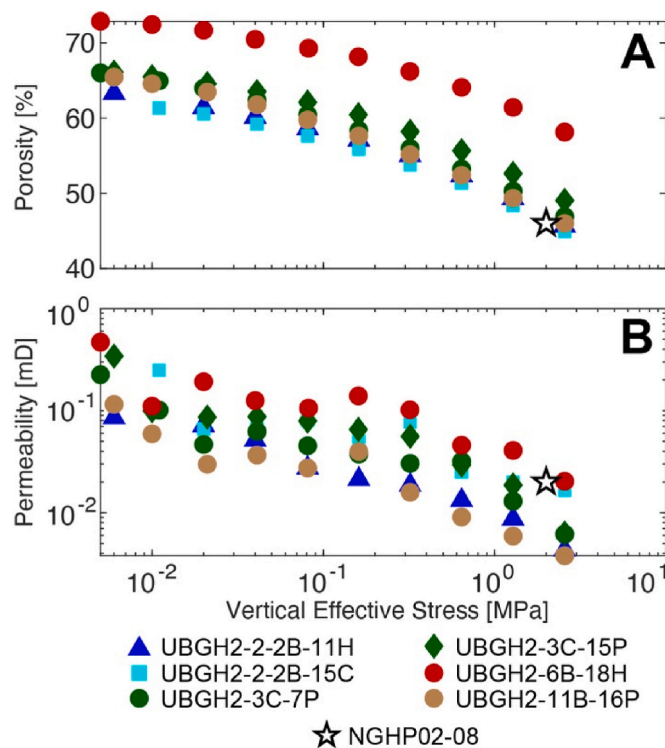 A
70
60
50
40
Porosity [%]
B
10^0
10^-1
10^-2
Permeability [mD]
10^-2 10^-1 10^0 10^1
Vertical Effective Stress [MPa]
UBGH2-2-2B-11H UBGH2-3C-15P
UBGH2-2-2B-15C UBGH2-6B-18H
UBGH2-3C-7P UBGH2-11B-16P
NGHP02-08